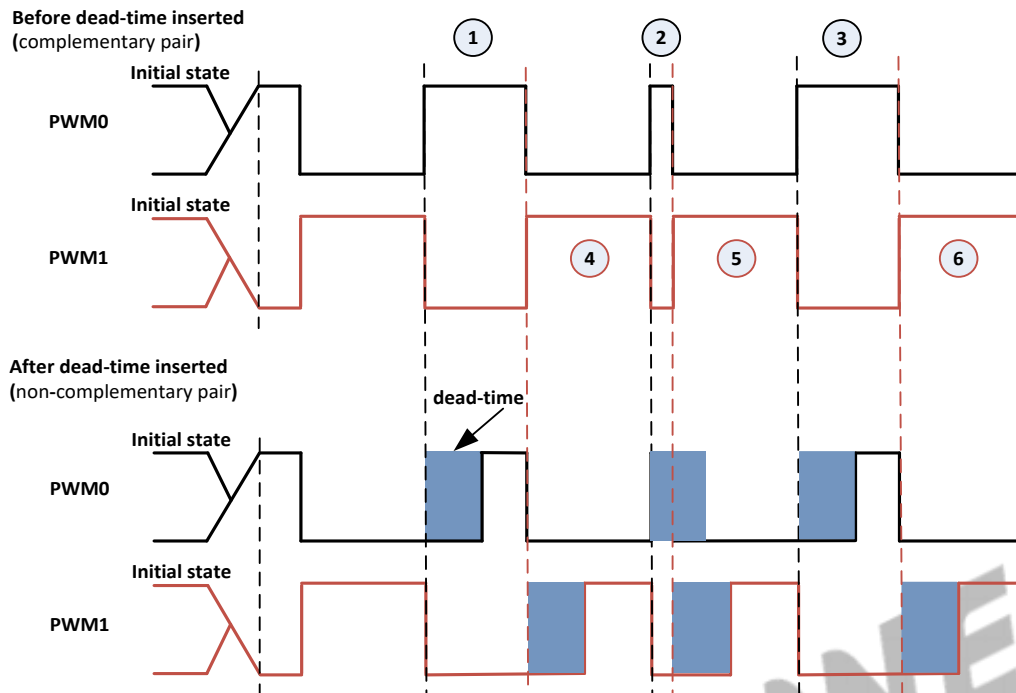 Before dead-time inserted
(complementary pair)
1
2
3
Initial state
PWM0
Initial state
PWM1
4
5
6
After dead-time inserted
(non-complementary pair)
dead-time
Initial state
PWM0
Initial state
PWM1